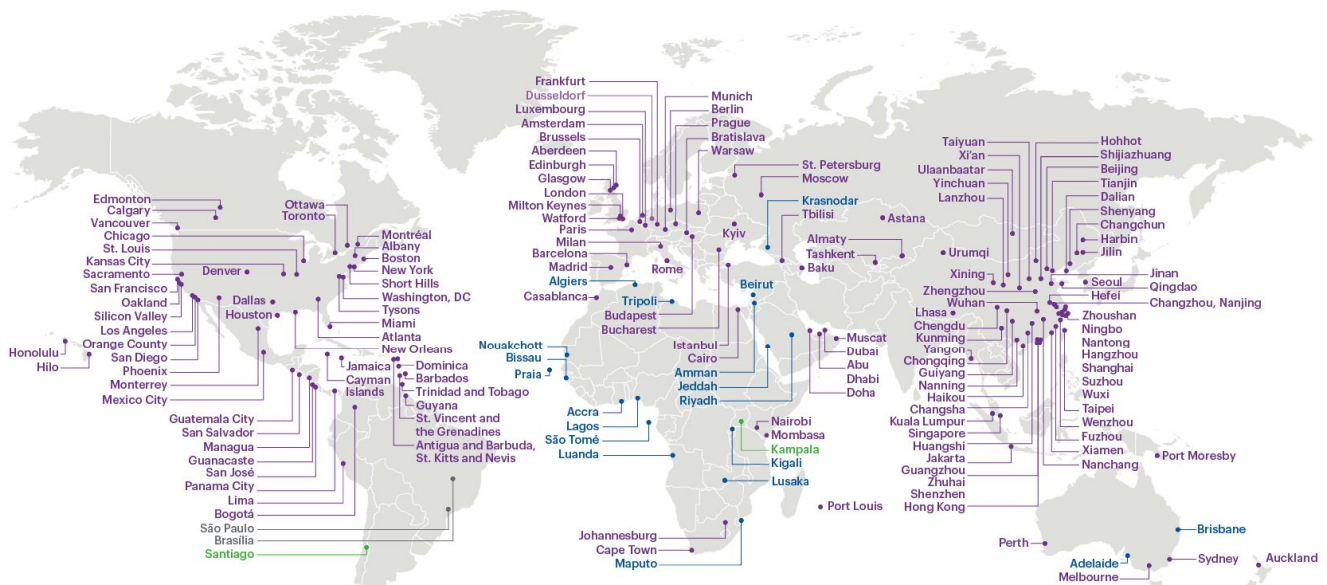 Edmonton
Calgary
Vancouver
Chicago
St. Louis
Kansas City
Sacramento
San Francisco
Oakland
Silicon Valley
Los Angeles
Orange County
San Diego
Phoenix
Monterrey
Mexico City
Honolulu
Hilo
Denver
Dallas
Houston
Ottawa
Toronto
Montréal
Albany
Boston
New York
Short Hills
Washington, DC
Tysons
Miami
Atlanta
New Orleans
Jamaica
Cayman
Islands
Dominica
Barbados
Trinidad and Tobago
Guyana
St. Vincent and
the Grenadines
Antigua and Barbuda,
St. Kitts and Nevis
Guatemala City
San Salvador
Managua
Guanacaste
San José
Panama City
Lima
Bogotá
São Paulo
Brasília
Santiago
Frankfurt
Dusseldorf
Luxembourg
Amsterdam
Brussels
Aberdeen
Edinburgh
Glasgow
London
Milton Keynes
Watford
Paris
Milan
Barcelona
Madrid
Algiers
Casablanca
Munich
Berlin
Prague
Bratislava
Warsaw
St. Petersburg
Moscow
Krasnodar
Tbilisi
Kyiv
Rome
Tripoli
Budapest
Bucharest
Istanbul
Cairo
Beirut
Amman
Jeddah
Riyadh
Astana
Almaty
Tashkent
Baku
Muscat
Dubai
Abu
Dhabi
Doha
Nouakchott
Bissau
Praia
Accra
Lagos
São Tomé
Luanda
Nairobi
Mombasa
Kampala
Kigali
Lusaka
Port Louis
Johannesburg
Cape Town
Maputo
Taiyuan
Xi'an
Ulaanbaatar
Yinchuan
Lanzhou
Urumqi
Xining
Zhengzhou
Wuhan
Lhasa
Chengdu
Kunming
Yangon
Chongqing
Guiyang
Nanning
Haikou
Changsha
Kuala Lumpur
Singapore
Huangshi
Jakarta
Guangzhou
Zhuhai
Shenzhen
Hong Kong
Hohhot
Shijiazhuang
Beijing
Tianjin
Dalian
Shenyang
Changchun
Harbin
Jilin
Jinan
Seoul
Qingdao
Hefei
Changzhou, Nanjing
Zhoushan
Ningbo
Nantong
Hangzhou
Shanghai
Suzhou
Wuxi
Taipei
Wenzhou
Fuzhou
Xiamen
Nanchang
Port Moresby
Perth
Adelaide
Melbourne
Brisbane
Sydney
Auckland